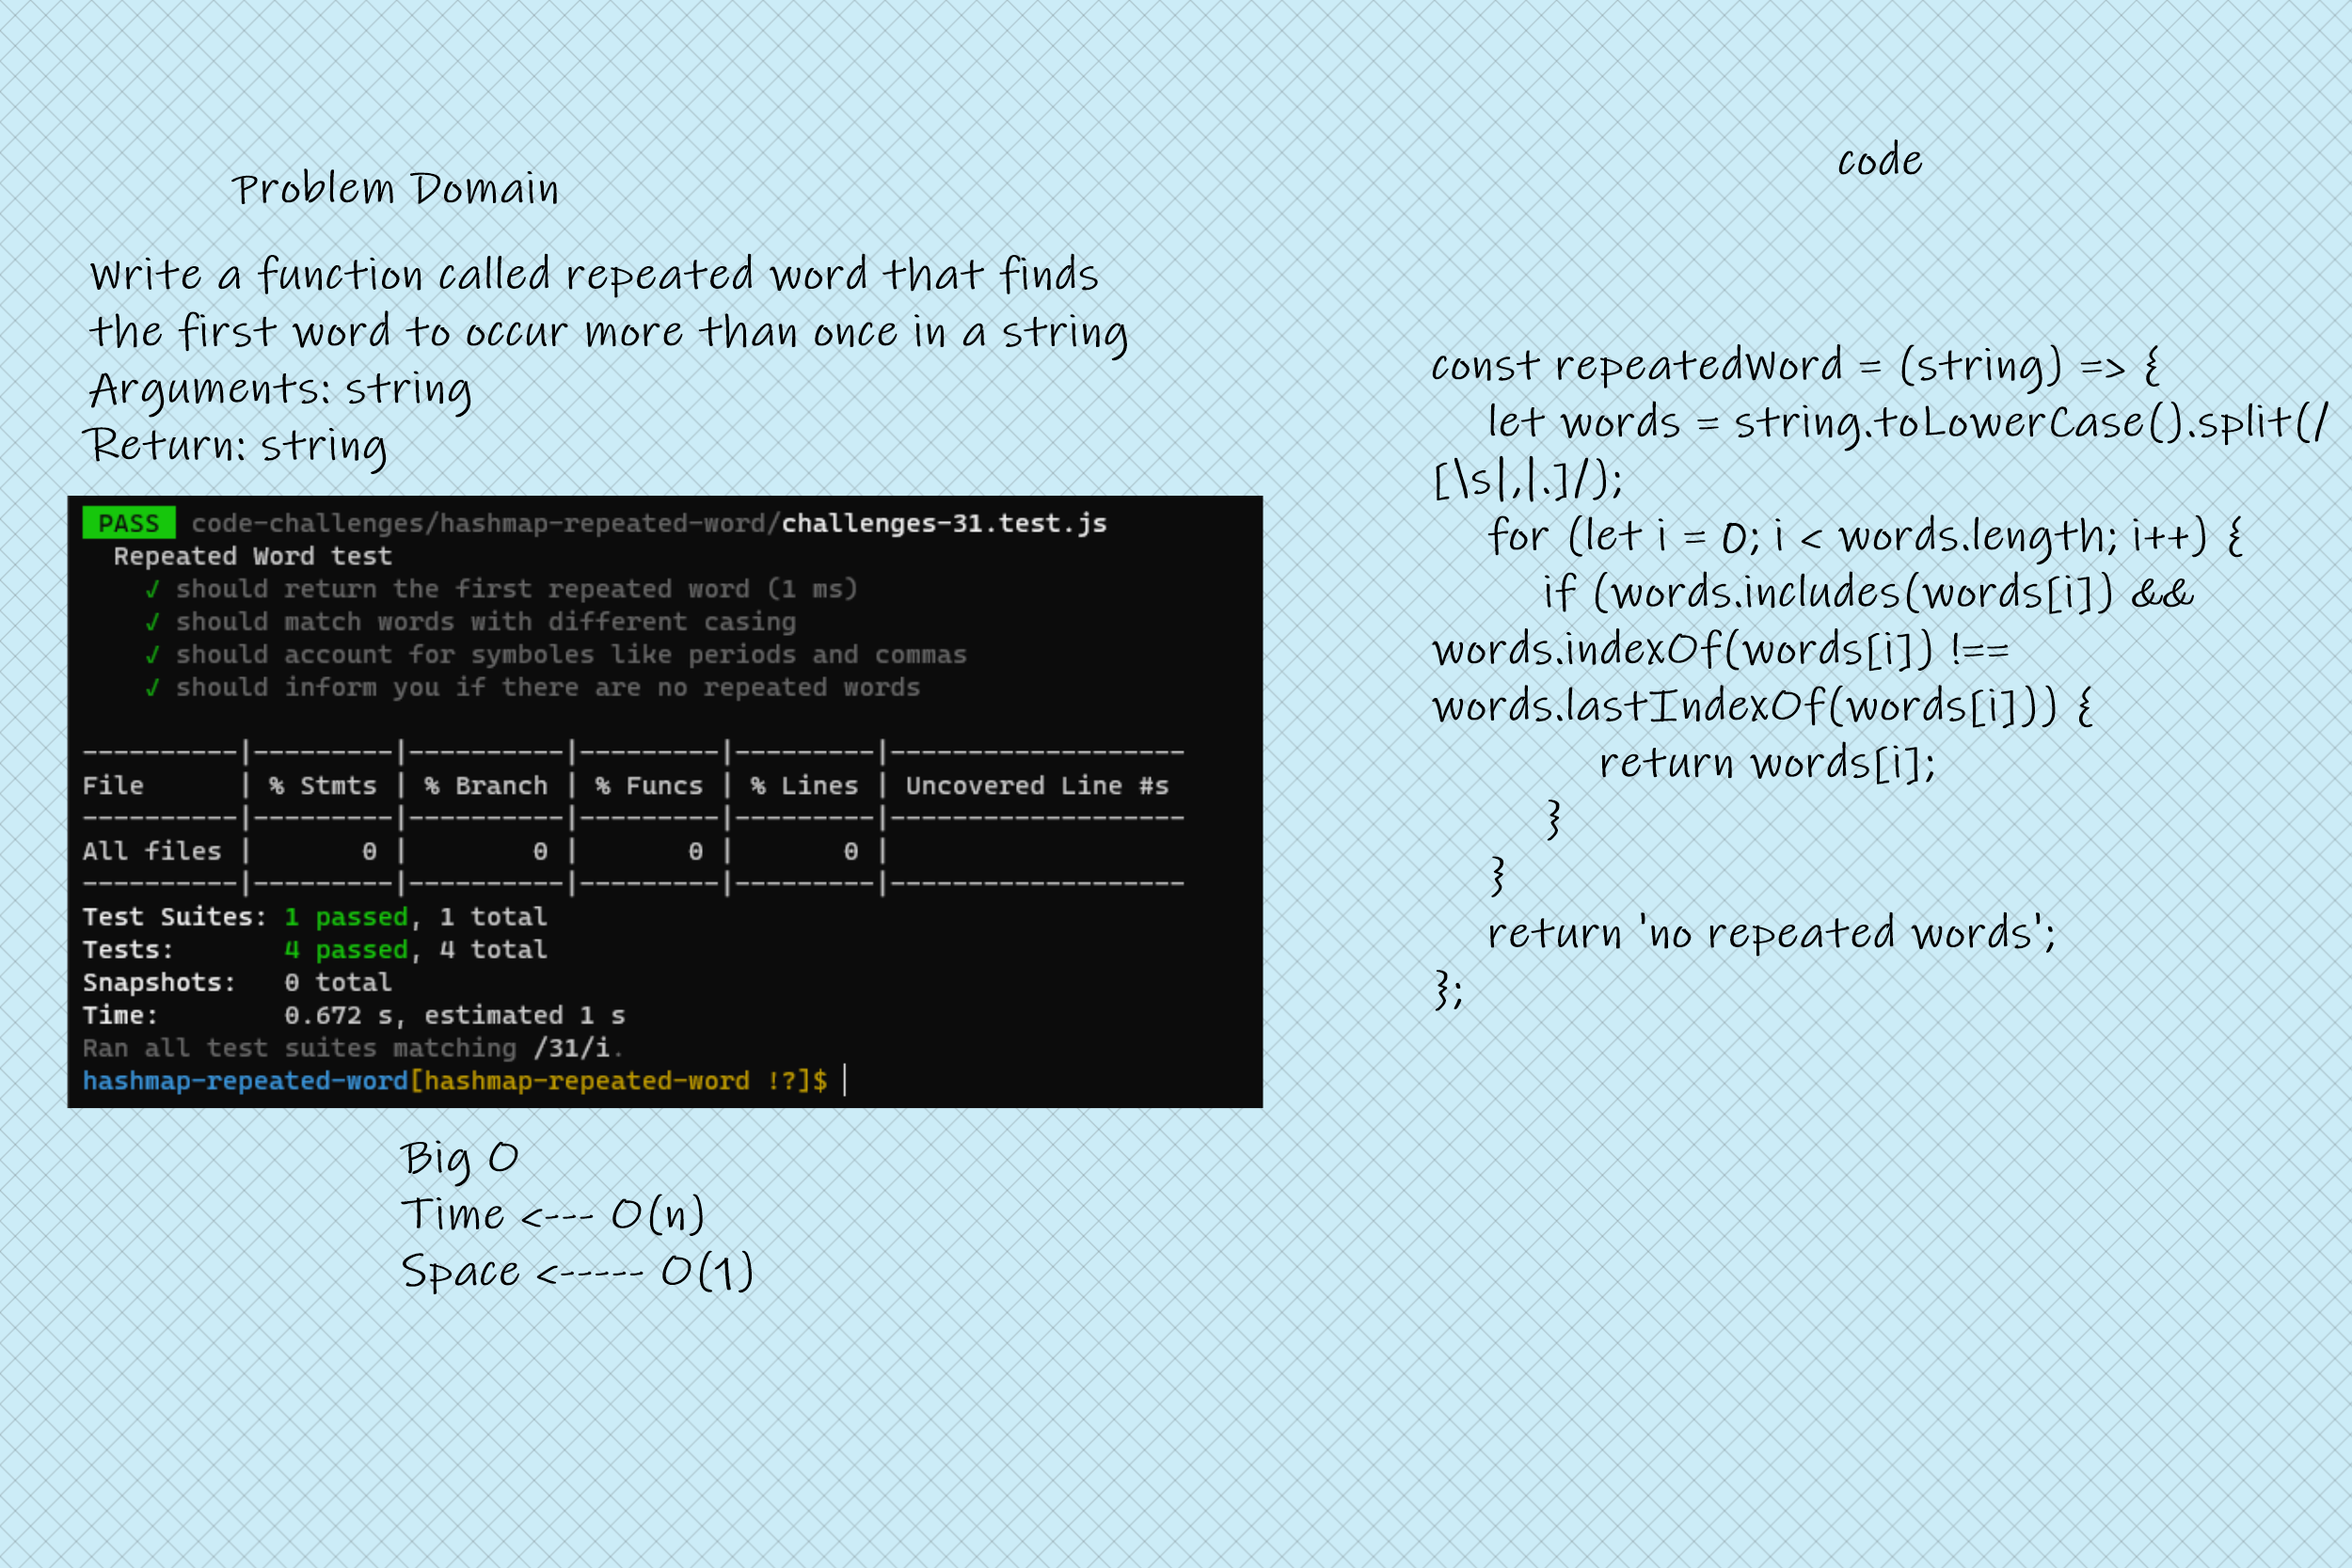 Problem Domain
Write a function called repeated word that finds
the first word to occur more than once in a string
Arguments: string
Return: string
PASS code-challenges/hashmap-repeated-word/challenges-31.test.js
Repeated Word test
√ should return the first repeated word (1 ms)
√ should match words with different casing
√ should account for symboles like periods and commas
√ should inform you if there are no repeated words
----------|---------|----------|---------|---------|-------------------
File      | % Stmts | % Branch | % Funcs | % Lines | Uncovered Line #s
----------|---------|----------|---------|---------|-------------------
All files |       0 |        0 |       0 |       0 |
----------|---------|----------|---------|---------|-------------------
Test Suites: 1 passed, 1 total
Tests:       4 passed, 4 total
Snapshots:   0 total
Time:        0.672 s, estimated 1 s
Ran all test suites matching /31/i.
hashmap-repeated-word[hashmap-repeated-word !?]$
Big O
Time <--- O(n)
Space <----- O(1)
code
const repeatedWord = (string) => {
let words = string.toLowerCase().split(/
[\s|,|.]/);
for (let i = 0; i < words.length; i++) {
if (words.includes(words[i]) &&
words.indexOf(words[i]) !==
words.lastIndexOf(words[i])) {
return words[i];
}
}
return 'no repeated words';
};